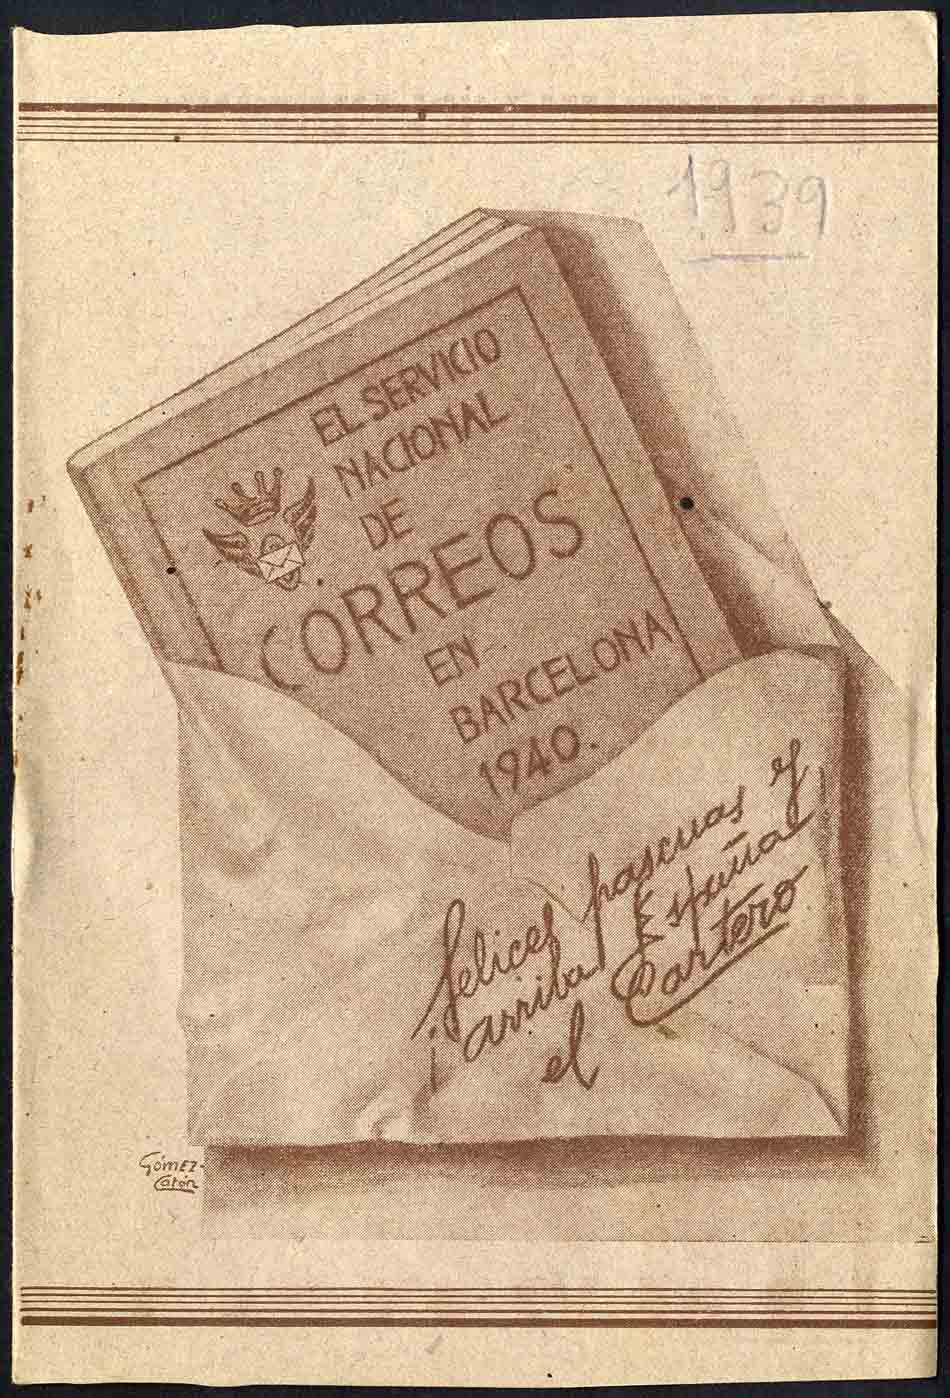 1939
EL SERVICIO
NACIONAL
DE
CORREOS
EN
BARCELONA
1940.
felices pascuas y
¡arriba España!
el Cartero
GÓMEZ-
Catón